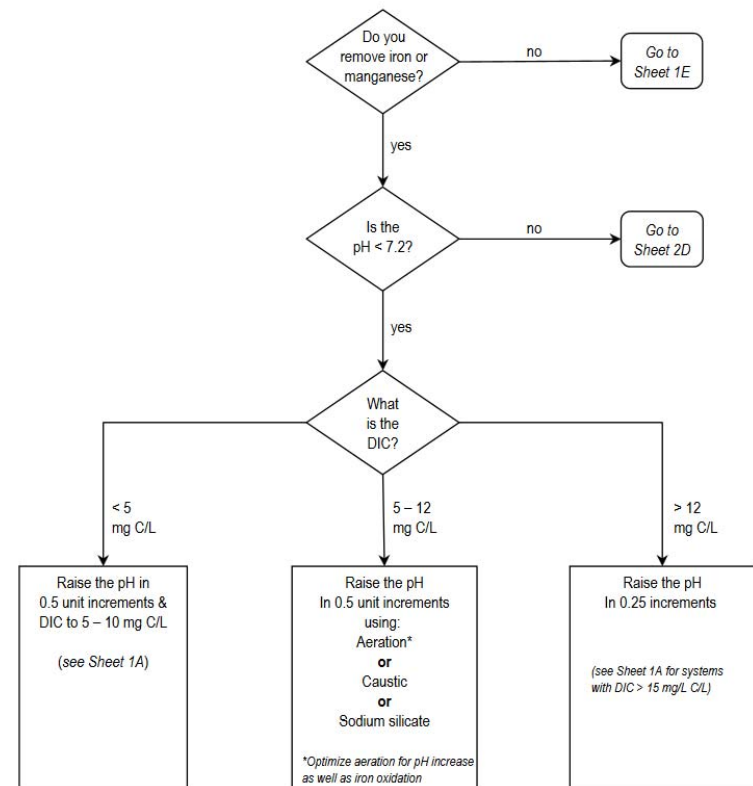 Do you
remove iron or
manganese?
no
Go to
Sheet 1E
yes
Is the
pH < 7.2?
no
Go to
Sheet 2D
yes
What
is the
DIC?
< 5
mg C/L
5 – 12
mg C/L
> 12
mg C/L
Raise the pH in
0.5 unit increments &
DIC to 5 – 10 mg C/L
(see Sheet 1A)
Raise the pH
In 0.5 unit increments
using:
Aeration*
or
Caustic
or
Sodium silicate
*Optimize aeration for pH increase
as well as iron oxidation
Raise the pH
In 0.25 increments
(see Sheet 1A for systems
with DIC > 15 mg/L C/L)